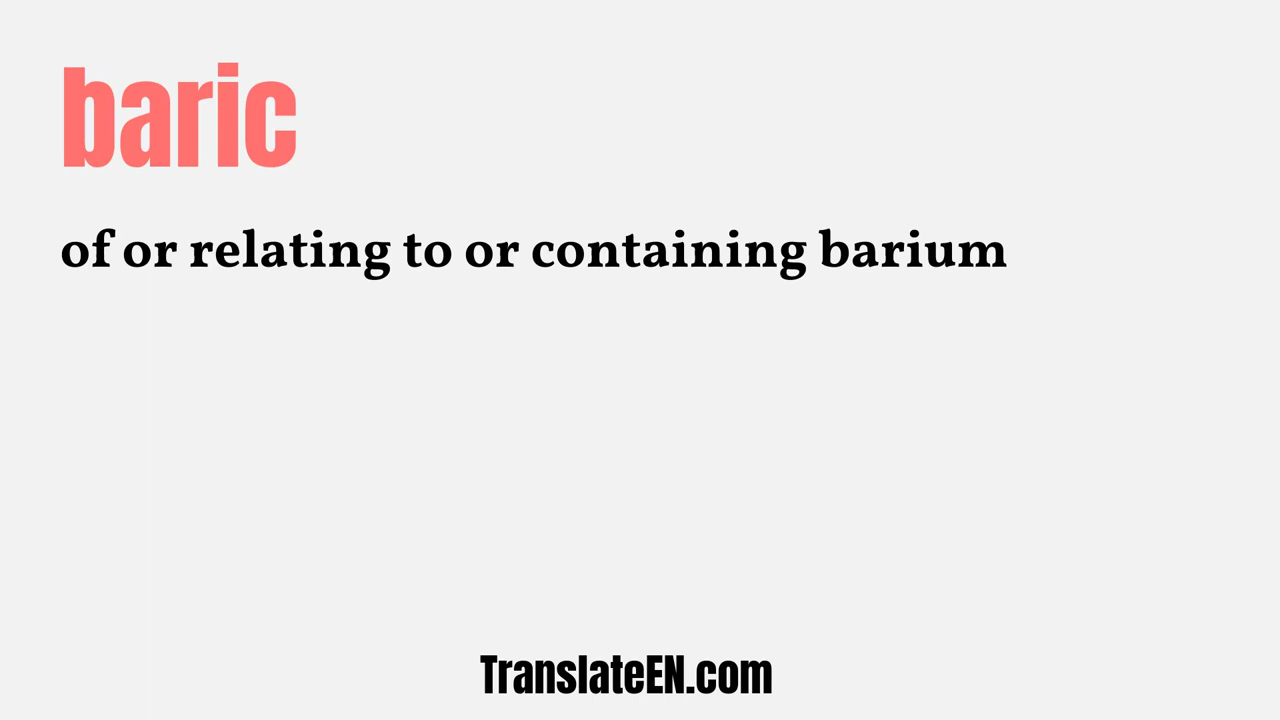 baric
of or relating to or containing barium
TranslateEN.com